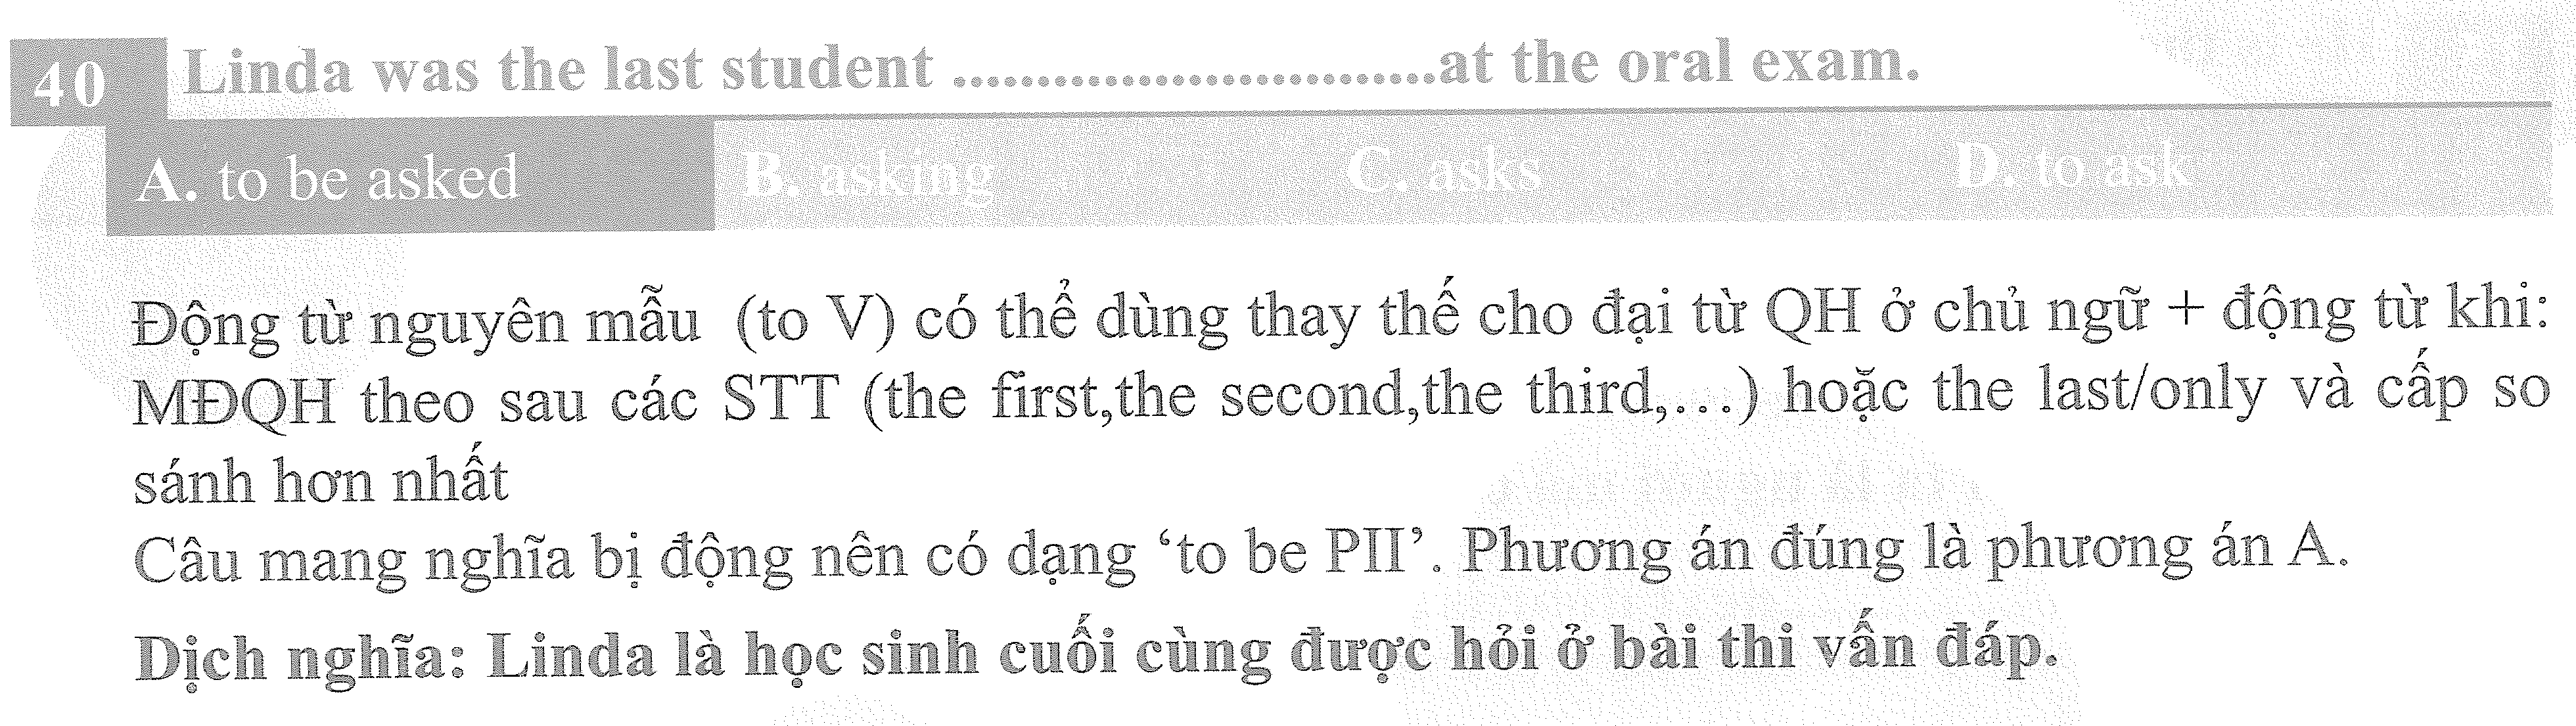 40 Linda was the last student .............................at the oral exam.
A. to be asked B. asking C. asks D. to ask
Động từ nguyên mẫu (to V) có thể dùng thay thế cho đại từ QH ở chủ ngữ + động từ khi:
MĐQH theo sau các STT (the first,the second,the third,...) hoặc the last/only và cấp so
sánh hơn nhất
Câu mang nghĩa bị động nên có dạng ‘to be PII’. Phương án đúng là phương án A.
Dịch nghĩa: Linda là học sinh cuối cùng được hỏi ở bài thi vấn đáp.